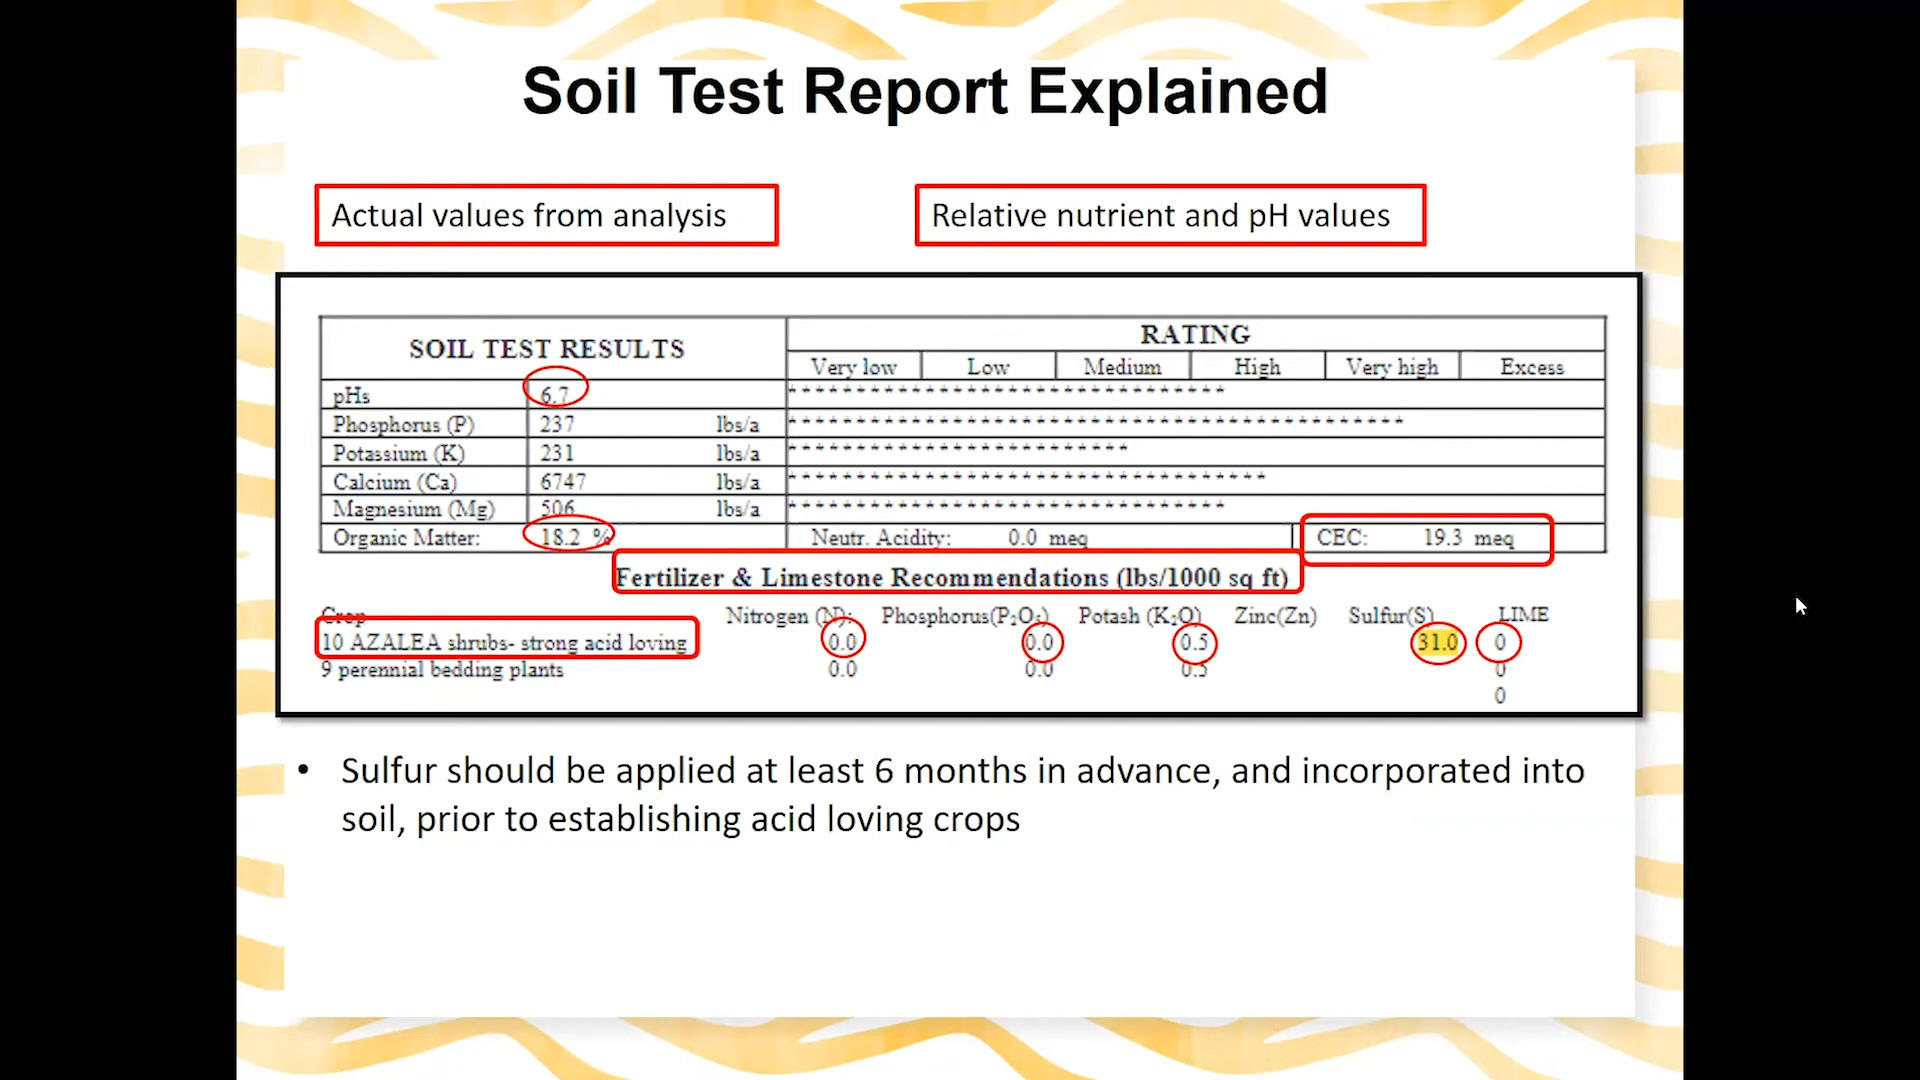 Soil Test Report Explained
Actual values from analysis
Relative nutrient and pH values
SOIL TEST RESULTS
RATING
Very low Low Medium High Very high Excess
pHs 6.7 *********************************
Phosphorus (P) 237 lbs/a **********************************************
Potassium (K) 231 lbs/a **************************
Calcium (Ca) 6747 lbs/a ************************************
Magnesium (Mg) 506 lbs/a *********************************
Organic Matter: 18.2 % Neutr. Acidity: 0.0 meq CEC: 19.3 meq
Fertilizer & Limestone Recommendations (lbs/1000 sq ft)
Crop Nitrogen (N): Phosphorus(P₂O₅) Potash (K₂O) Zinc(Zn) Sulfur(S) LIME
10 AZALEA shrubs- strong acid loving 0.0 0.0 0.5 31.0 0
9 perennial bedding plants 0.0 0.0 0.5 0
0
• Sulfur should be applied at least 6 months in advance, and incorporated into
soil, prior to establishing acid loving crops